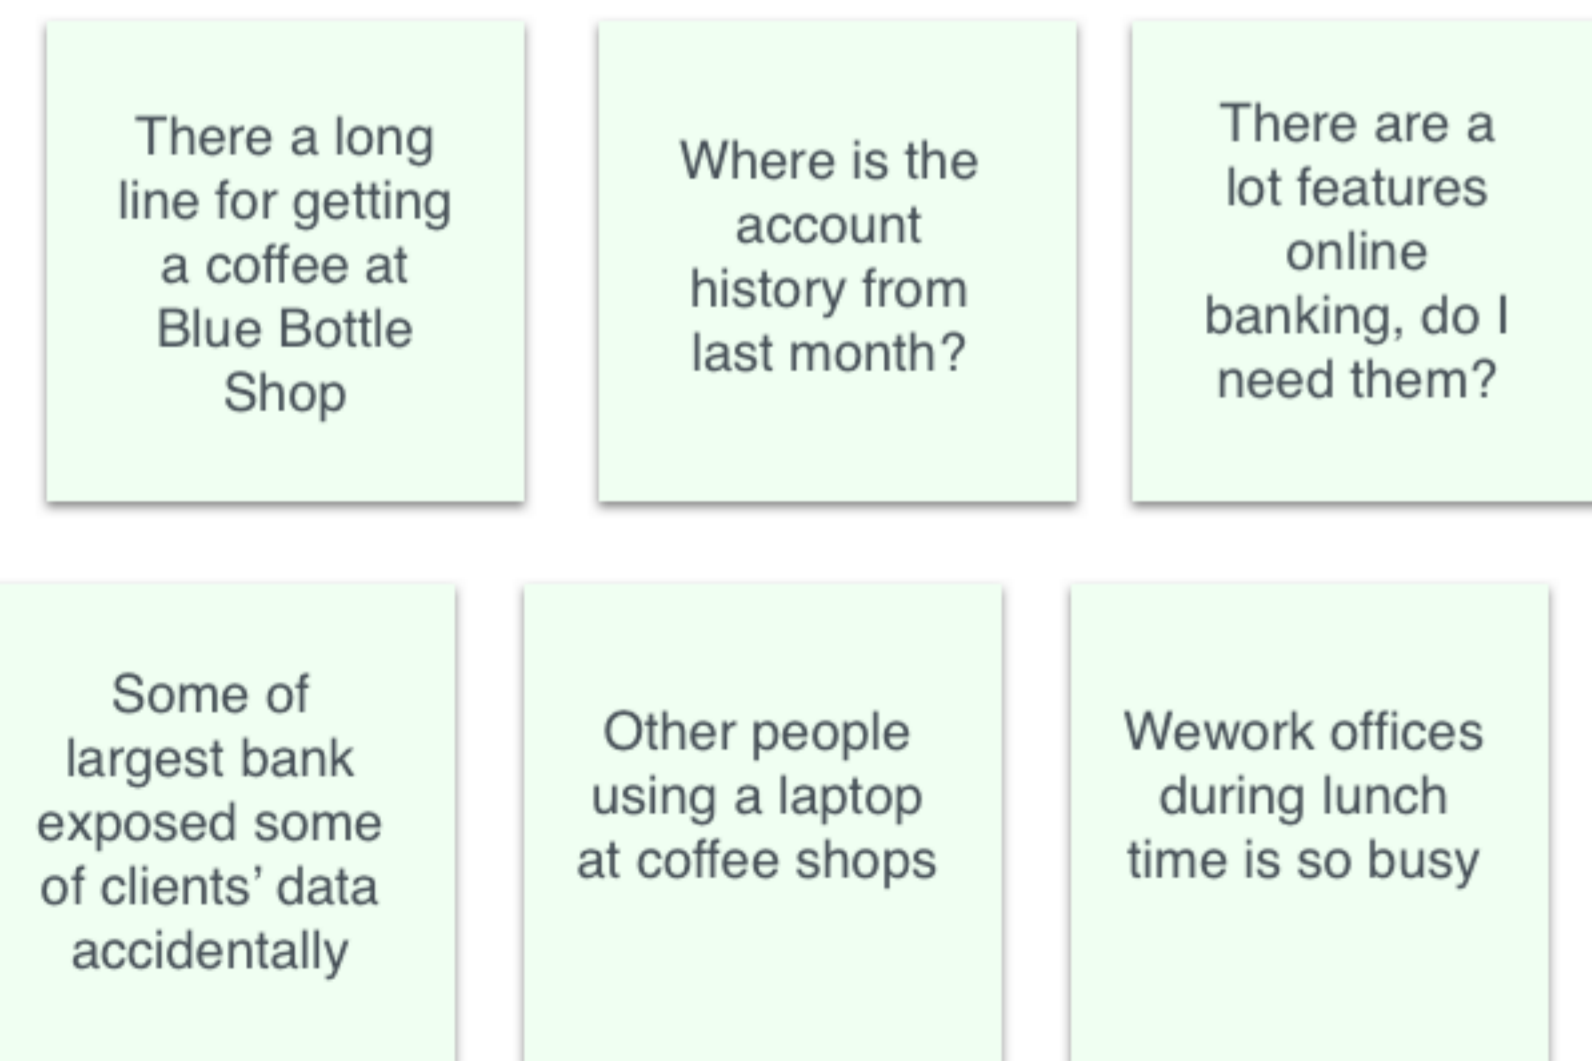 There a long
line for getting
a coffee at
Blue Bottle
Shop
Where is the
account
history from
last month?
There are a
lot features
online
banking, do I
need them?
Some of
largest bank
exposed some
of clients’ data
accidentally
Other people
using a laptop
at coffee shops
Wework offices
during lunch
time is so busy